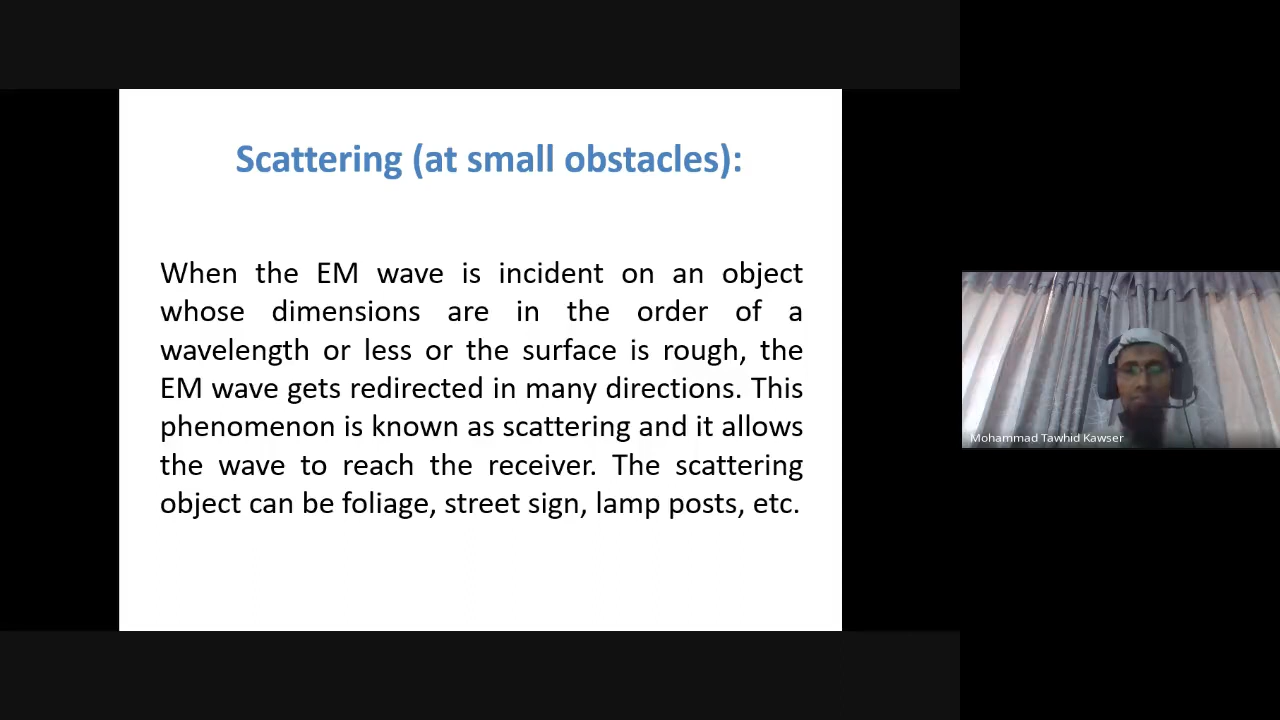 Scattering (at small obstacles):
When the EM wave is incident on an object
whose dimensions are in the order of a
wavelength or less or the surface is rough, the
EM wave gets redirected in many directions. This
phenomenon is known as scattering and it allows
the wave to reach the receiver. The scattering
object can be foliage, street sign, lamp posts, etc.
Mohammad Tawhid Kawser